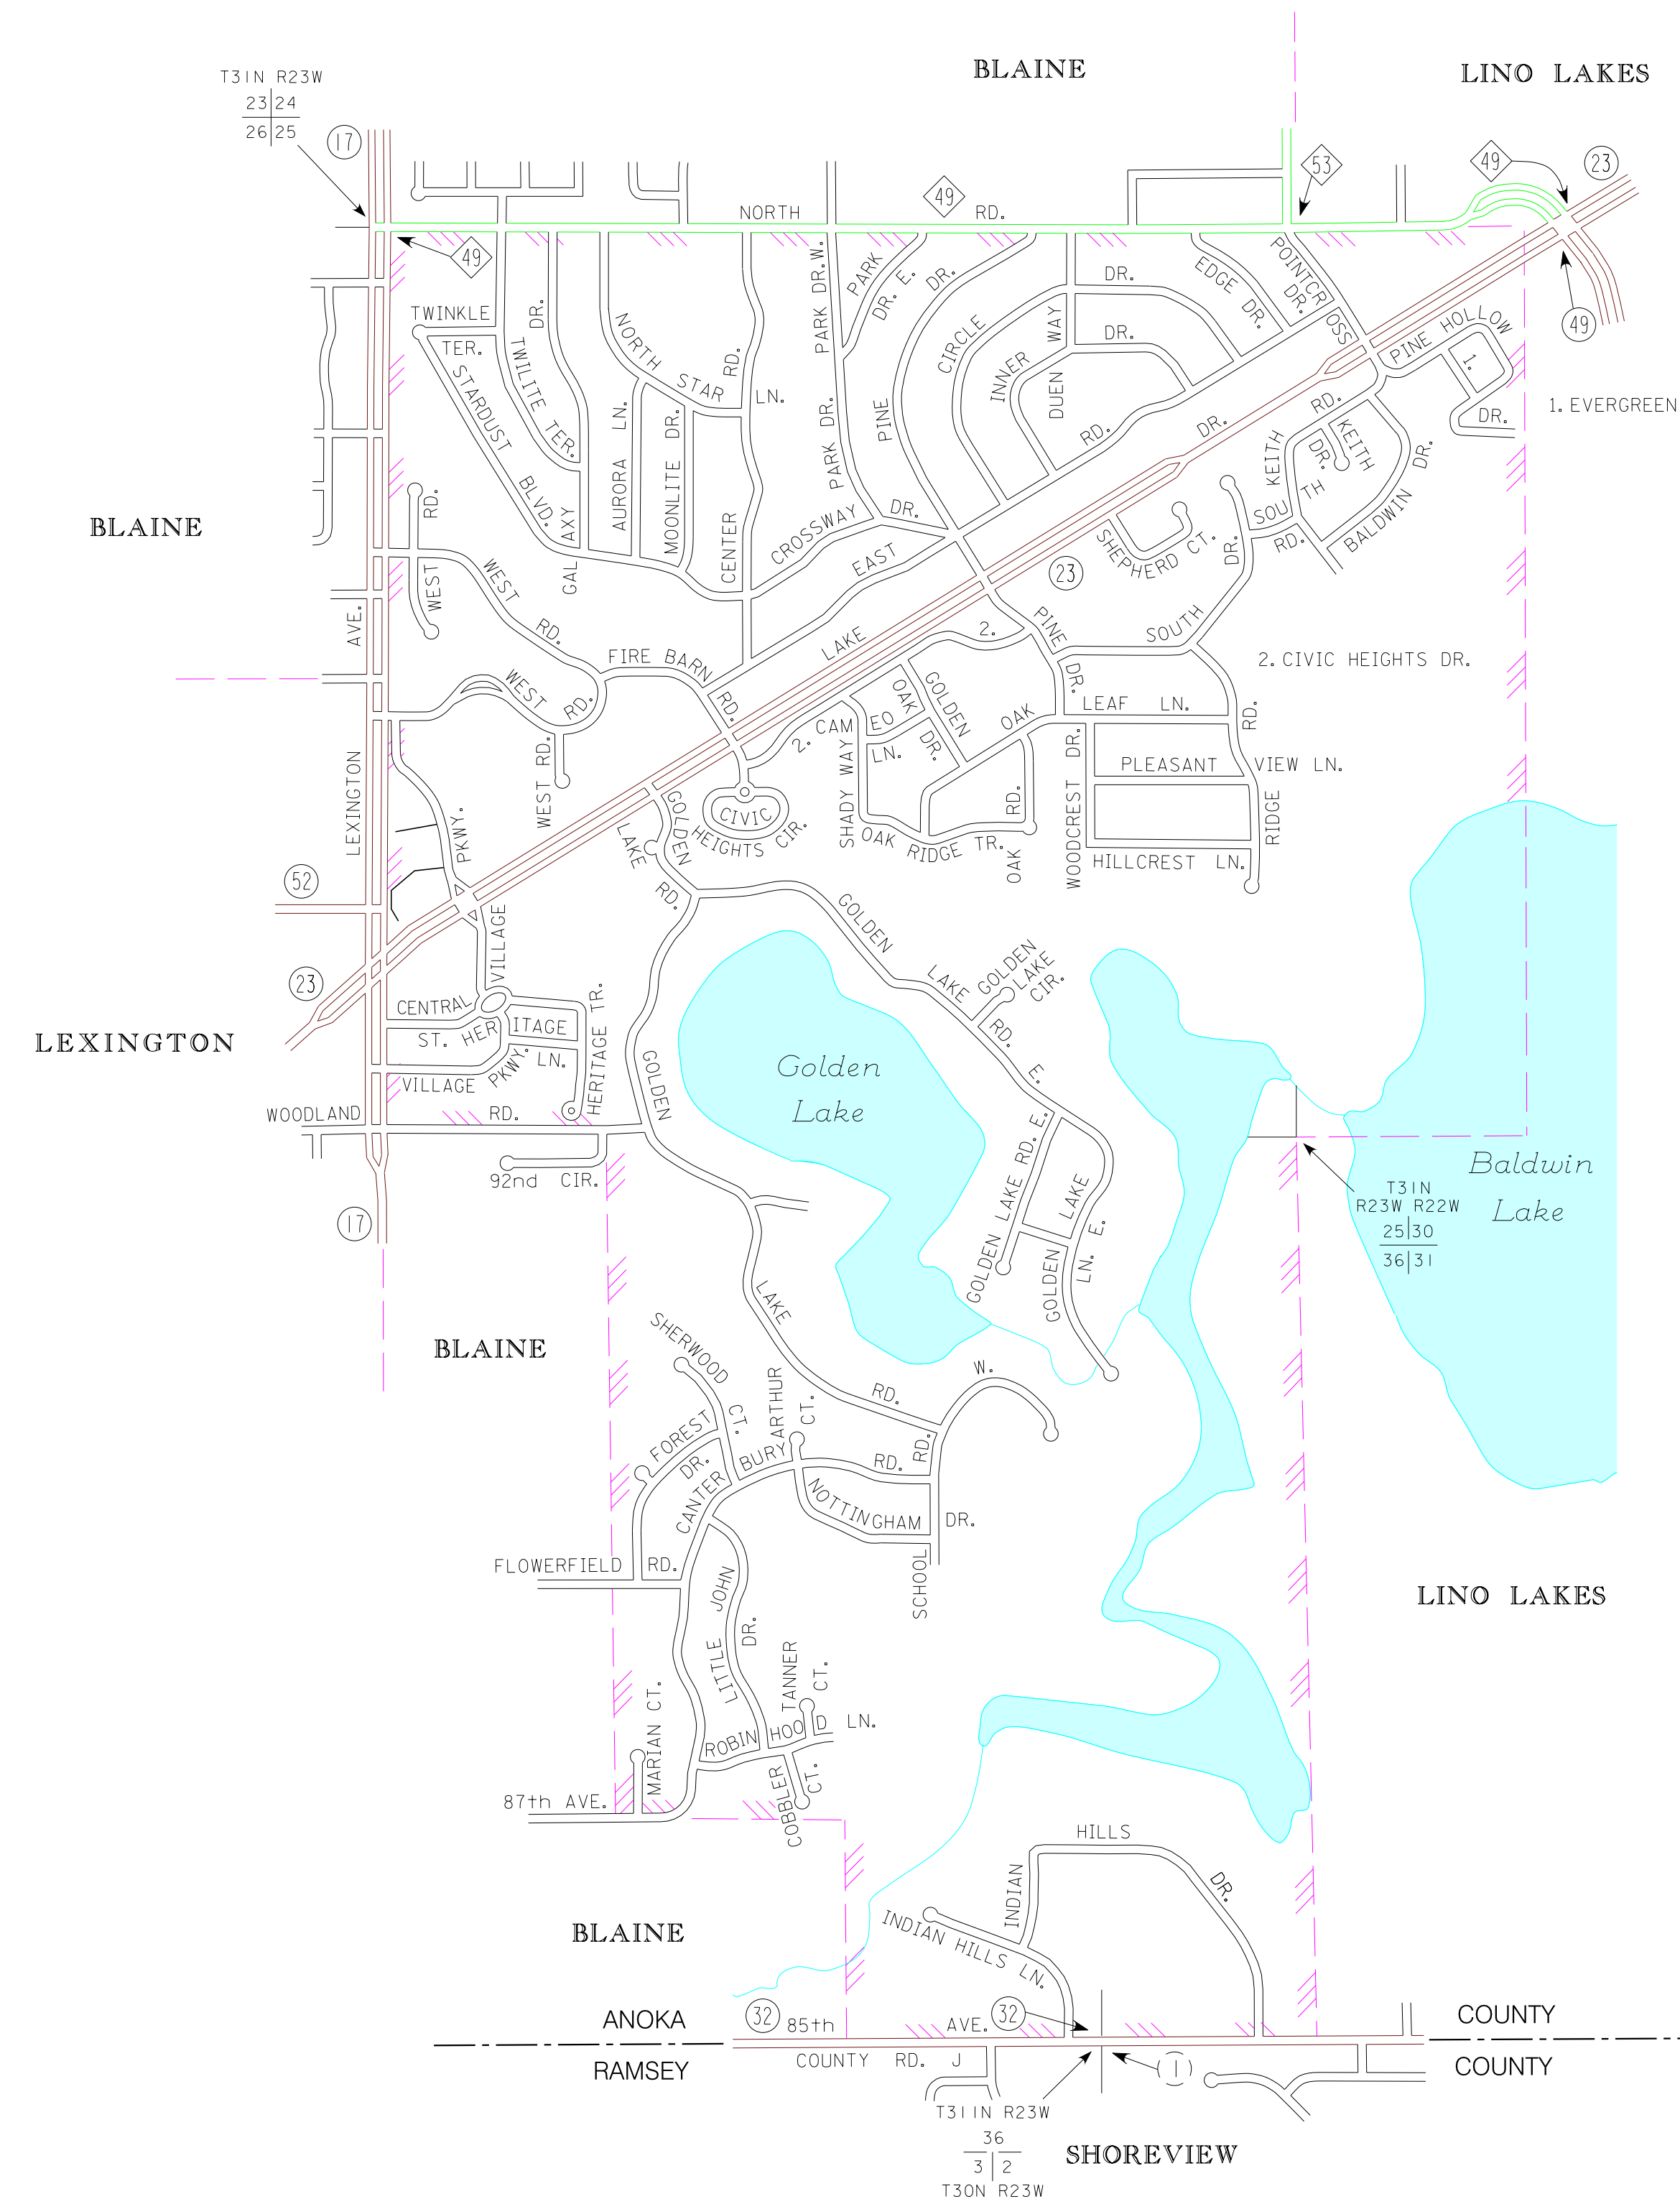 BLAINE
LINO LAKES
T31N R23W
23 24
26 25
17
49
53
49
23
NORTH RD.
49
49
TWINKLE
TER.
STARDUST BLVD.
TWILITE TER.
GALAXY DR.
NORTH STAR LN.
AURORA LN.
MOONLITE DR.
CENTER RD.
PARK DR. W.
PARK DR.
PARK DR.
PARK DR. E.
PINE DR.
CIRCLE DR.
INNER DR.
DUEN WAY
EDGE DR.
POINTCROSS DR.
PINE HOLLOW
1.
DR.
1. EVERGREEN
KEITH RD.
KEITH DR.
BALDWIN DR.
SOUTH RD.
DR.
SHEPHERD CT.
CROSSWAY DR.
EAST RD.
LAKE DR.
23
BLAINE
WEST RD.
WEST RD.
AVE.
FIRE BARN RD.
WEST RD.
WEST RD.
LEXINGTON
PKWY.
2.
PINE DR.
SOUTH
2. CIVIC HEIGHTS DR.
RD.
OAK LEAF LN.
GOLDEN OAK DR.
CAMEO LN.
2.
SHADY WAY
OAK RIDGE TR.
OAK RD.
WOODCREST DR.
PLEASANT VIEW LN.
RIDGE
HILLCREST LN.
CIVIC
HEIGHTS CIR.
GOLDEN
LAKE RD.
52
23
VILLAGE
CENTRAL
ST.
HERITAGE
LN.
HERITAGE TR.
VILLAGE PKWY.
LEXINGTON
WOODLAND RD.
92nd CIR.
17
GOLDEN LAKE RD. E.
GOLDEN
LAKE
CIR.
Golden
Lake
GOLDEN LAKE RD. E.
GOLDEN LAKE LN. E.
Baldwin
Lake
T31N
R23W R22W
25 30
36 31
BLAINE
GOLDEN LAKE RD. W.
SHERWOOD CT.
ARTHUR CT.
FOREST DR.
CANTERBURY RD.
NOTTINGHAM DR.
SCHOOL RD.
FLOWERFIELD RD.
LITTLE JOHN DR.
LINO LAKES
TANNER CT.
MARIAN CT.
ROBIN HOOD LN.
COBBLER CT.
87th AVE.
BLAINE
INDIAN HILLS DR.
INDIAN HILLS LN.
ANOKA
32
85th AVE.
32
COUNTY
RAMSEY
COUNTY RD. J
1
COUNTY
T311N R23W
36
3 2
T30N R23W
SHOREVIEW